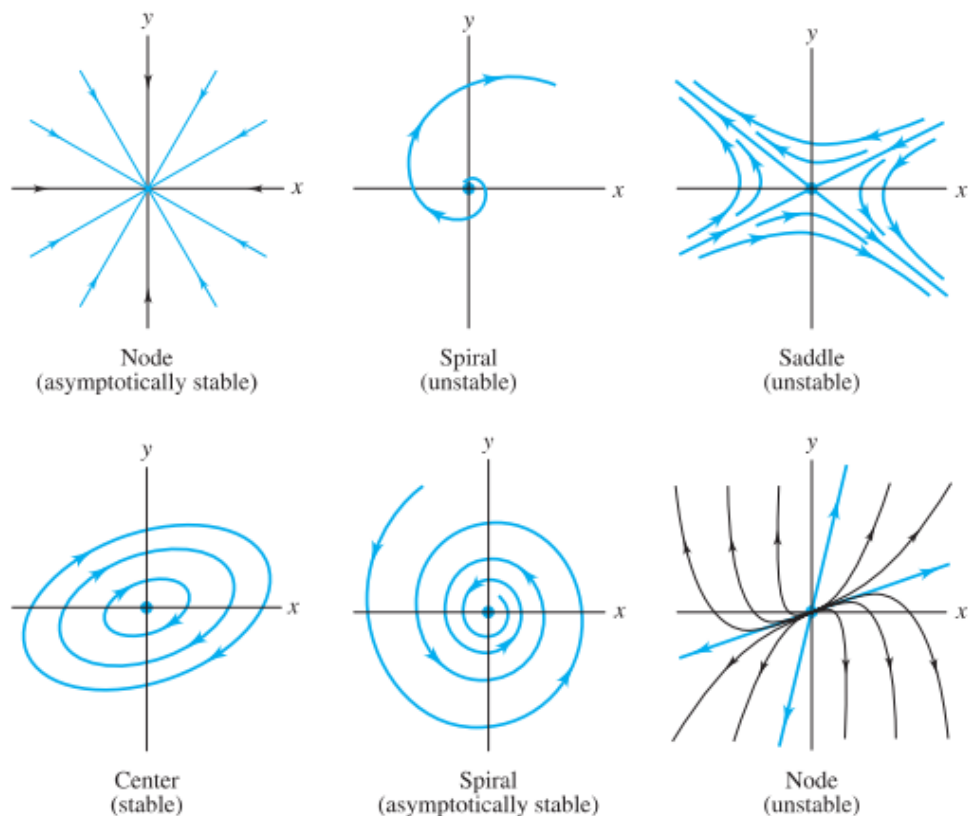 y
x
Node
(asymptotically stable)
y
x
Spiral
(unstable)
y
x
Saddle
(unstable)
y
x
Center
(stable)
y
x
Spiral
(asymptotically stable)
y
x
Node
(unstable)